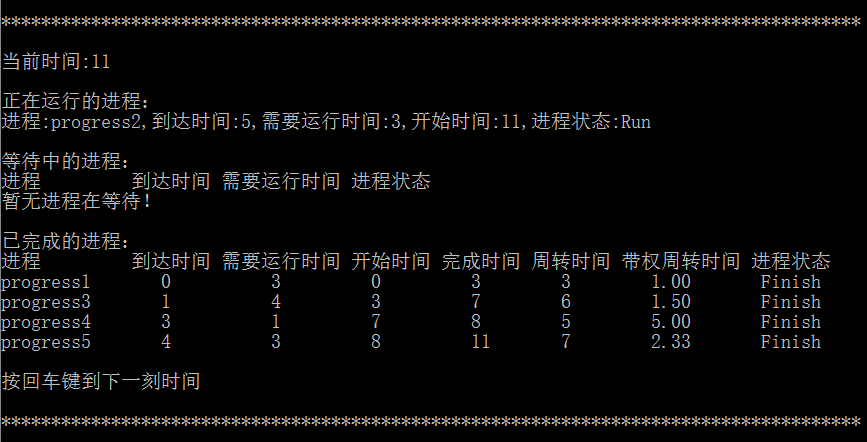 **************************************************************************************
当前时间:11
正在运行的进程:
进程:progress2,到达时间:5,需要运行时间:3,开始时间:11,进程状态:Run
等待中的进程:
进程 到达时间 需要运行时间 进程状态
暂无进程在等待!
已完成的进程:
进程 到达时间 需要运行时间 开始时间 完成时间 周转时间 带权周转时间 进程状态
progress1 0 3 0 3 3 1.00 Finish
progress3 1 4 3 7 6 1.50 Finish
progress4 3 1 7 8 5 5.00 Finish
progress5 4 3 8 11 7 2.33 Finish
按回车键到下一刻时间
**************************************************************************************